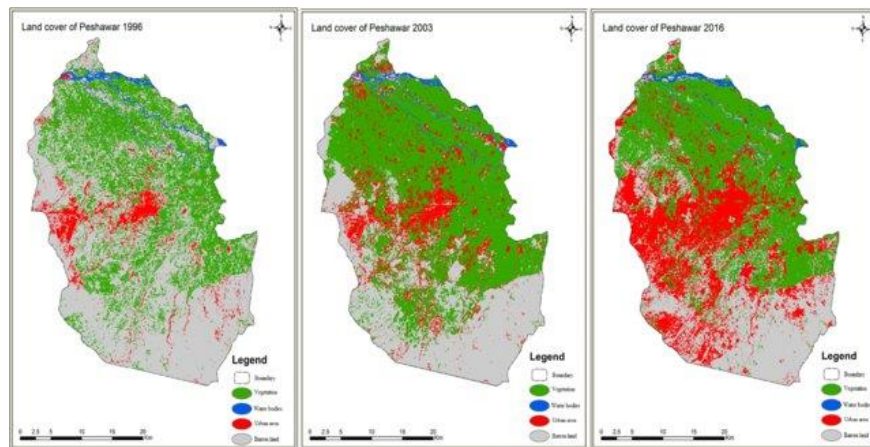 Land cover of Peshawar 1996
Legend
Boundary
Vegetation
Water bodies
Urban area
Barren land
0 2.5 5 10 15 20
Km
Land cover of Peshawar 2003
Legend
Boundary
Vegetation
Water bodies
Urban area
Barren land
0 2.5 5 10 15 20
Km
Land cover of Peshawar 2016
Legend
Boundary
Vegetation
Water bodies
Urban area
Barren land
0 2.5 5 10 15 20
Km